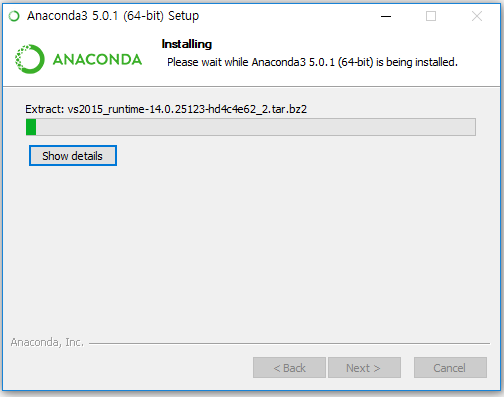 Anaconda3 5.0.1 (64-bit) Setup
ANACONDA
Installing
Please wait while Anaconda3 5.0.1 (64-bit) is being installed.
Extract: vs2015_runtime-14.0.25123-hd4c4e62_2.tar.bz2
Show details
Anaconda, Inc.
< Back
Next >
Cancel